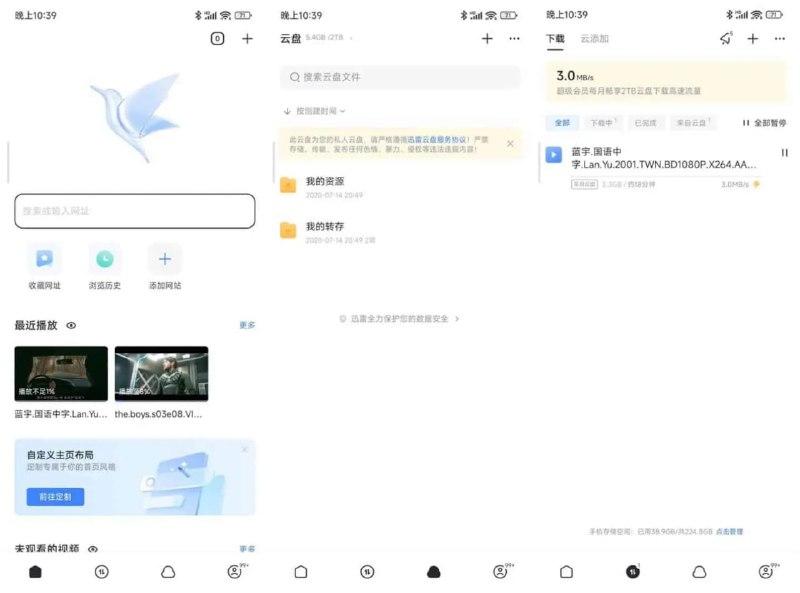 晚上10:39
71
0
搜索或输入网址
收藏网址
浏览历史
添加网站
最近播放
更多
播放不足1%
蓝宇.国语中字.Lan.Yu...
the.boys.s03e08.VI...
自定义主页布局
定制专属于你的首页风格
前往定制
未观看的视频
更多
99+
晚上10:39
71
云盘
5.4GB /2TB
搜索云盘文件
按创建时间
此云盘为您的私人云盘，请严格遵循迅雷云盘服务协议！严禁
存储、传输、发布任何色情、暴力、侵权等违法违规内容！
我的资源
2020-07-14 20:49
我的转存
2020-07-14 20:49
迅雷全力保护您的数据安全
99+
晚上10:39
71
下载
云添加
3.0MB/s
超级会员每月畅享2TB云盘下载高速流量
全部
下载中1
已完成
来自云盘1
全部暂停
蓝宇.国语中
字.Lan.Yu.2001.TWN.BD1080P.X264.AA...
3.3GB / 约18分钟
3.0MB/s
手机存储空间：已用38.9GB/共224.8GB 点击管理
1
99+